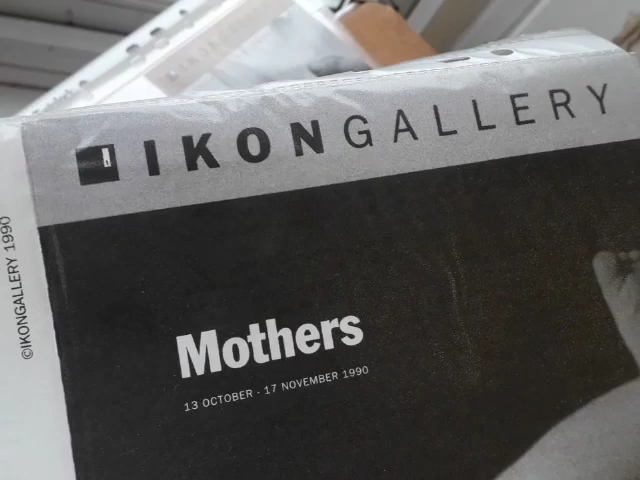 IKONGALLERY
Mothers
13 OCTOBER - 17 NOVEMBER 1990
©IKONGALLERY 1990